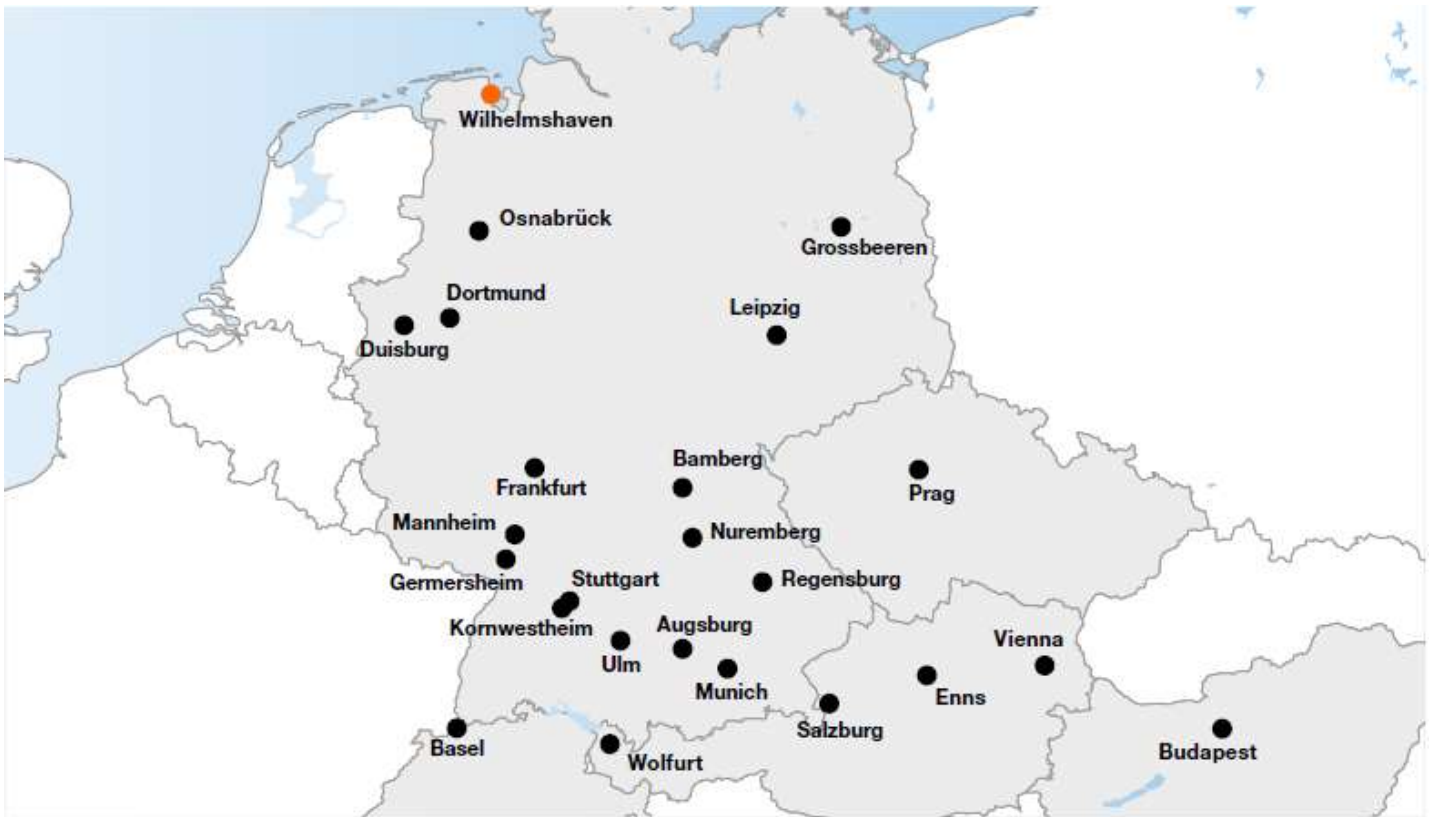 Wilhelmshaven
Osnabrück
Grossbeeren
Dortmund
Leipzig
Duisburg
Bamberg
Frankfurt
Prag
Mannheim
Nuremberg
Germersheim
Stuttgart
Regensburg
Kornwestheim
Augsburg
Vienna
Ulm
Munich
Enns
Salzburg
Basel
Wolfurt
Budapest